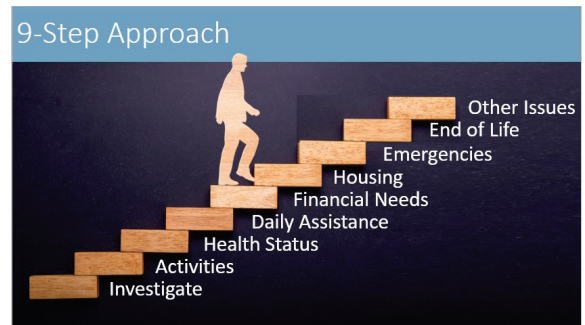 9-Step Approach
Other Issues
End of Life
Emergencies
Housing
Financial Needs
Daily Assistance
Health Status
Activities
Investigate